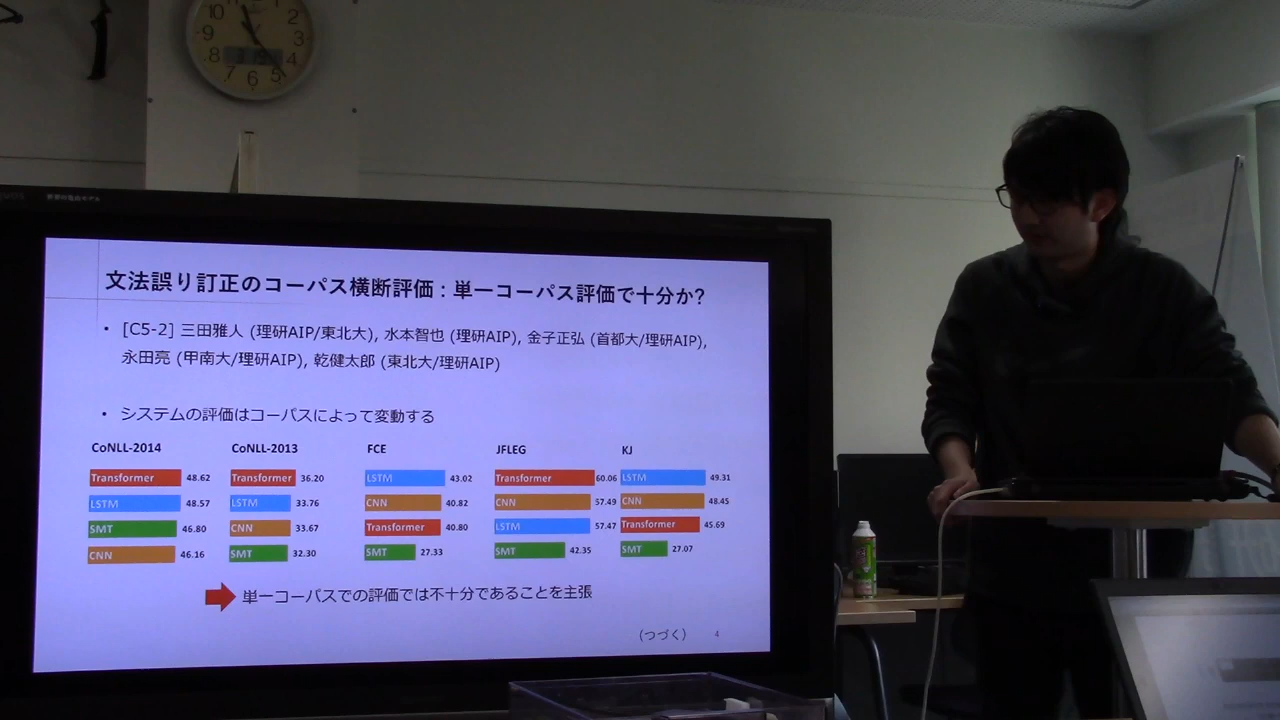 10
2
9
3
8
4
7
6
5
文法誤り訂正のコーパス横断評価 : 単一コーパス評価で十分か?
・ [C5-2] 三田雅人 (理研AIP/東北大), 水本智也 (理研AIP), 金子正弘 (首都大/理研AIP),
永田亮 (甲南大/理研AIP), 乾健太郎 (東北大/理研AIP)
・ システムの評価はコーパスによって変動する
CoNLL-2014 CoNLL-2013 FCE JFLEG KJ
Transformer 48.62 Transformer 36.20 LSTM 43.02 Transformer 60.06 LSTM 49.31
LSTM 48.57 LSTM 33.76 CNN 40.82 CNN 57.49 CNN 48.45
SMT 46.80 CNN 33.67 Transformer 40.80 LSTM 57.47 Transformer 45.69
CNN 46.16 SMT 32.30 SMT 27.33 SMT 42.35 SMT 27.07
単一コーパスでの評価では不十分であることを主張
(つづく) 4